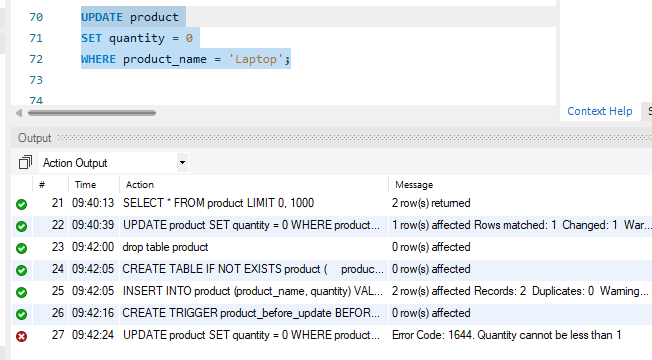 70 UPDATE product
71 SET quantity = 0
72 WHERE product_name = 'Laptop';
73
74
Context Help S
Output
Action Output
# Time Action Message
21 09:40:13 SELECT * FROM product LIMIT 0, 1000 2 row(s) returned
22 09:40:39 UPDATE product SET quantity = 0 WHERE product... 1 row(s) affected Rows matched: 1 Changed: 1 War...
23 09:42:00 drop table product 0 row(s) affected
24 09:42:05 CREATE TABLE IF NOT EXISTS product ( produc... 0 row(s) affected
25 09:42:05 INSERT INTO product (product_name, quantity) VAL... 2 row(s) affected Records: 2 Duplicates: 0 Warning...
26 09:42:16 CREATE TRIGGER product_before_update BEFOR... 0 row(s) affected
27 09:42:24 UPDATE product SET quantity = 0 WHERE product... Error Code: 1644. Quantity cannot be less than 1